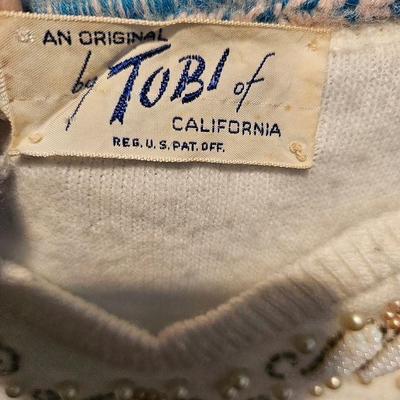 AN ORIGINAL
by TOBI of
CALIFORNIA
REG. U.S. PAT. OFF.